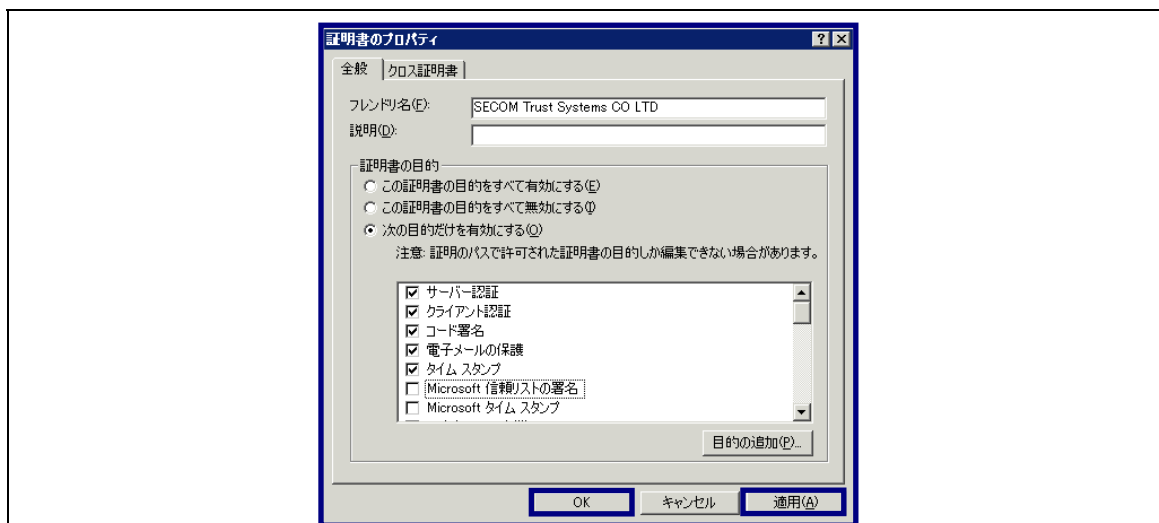 証明書のプロパティ
全般 クロス証明書
フレンドリ名(F): SECOM Trust Systems CO LTD
説明(D):
証明書の目的
この証明書の目的をすべて有効にする(E)
この証明書の目的をすべて無効にする(I)
次の目的だけを有効にする(O)
注意: 証明のパスで許可された証明書の目的しか編集できない場合があります。
サーバー認証
クライアント認証
コード署名
電子メールの保護
タイム スタンプ
Microsoft 信頼リストの署名
Microsoft タイム スタンプ
目的の追加(P)...
OK キャンセル 適用(A)